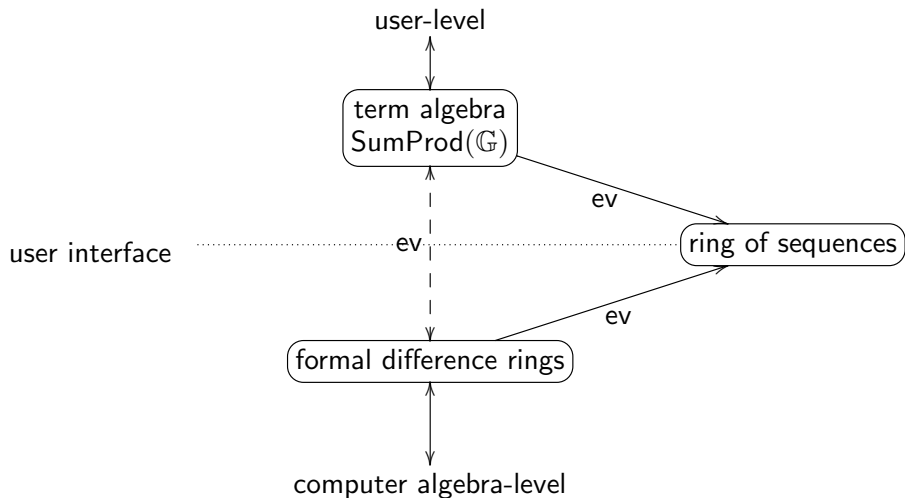 user-level
term algebra
SumProd(𝔾)
ev
ev
ring of sequences
user interface
ev
formal difference rings
computer algebra-level